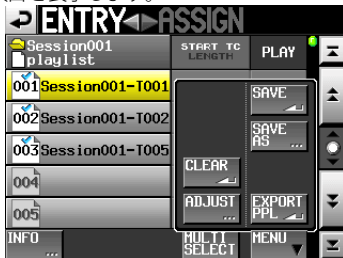 ENTRY ASSIGN
Session001
playlist
START TC
LENGTH
PLAY
001 Session001-T001
002 Session001-T002
003 Session001-T005
004
005
SAVE
SAVE AS ...
CLEAR
ADJUST ...
EXPORT PPL
INFO ...
MULTI SELECT
MENU